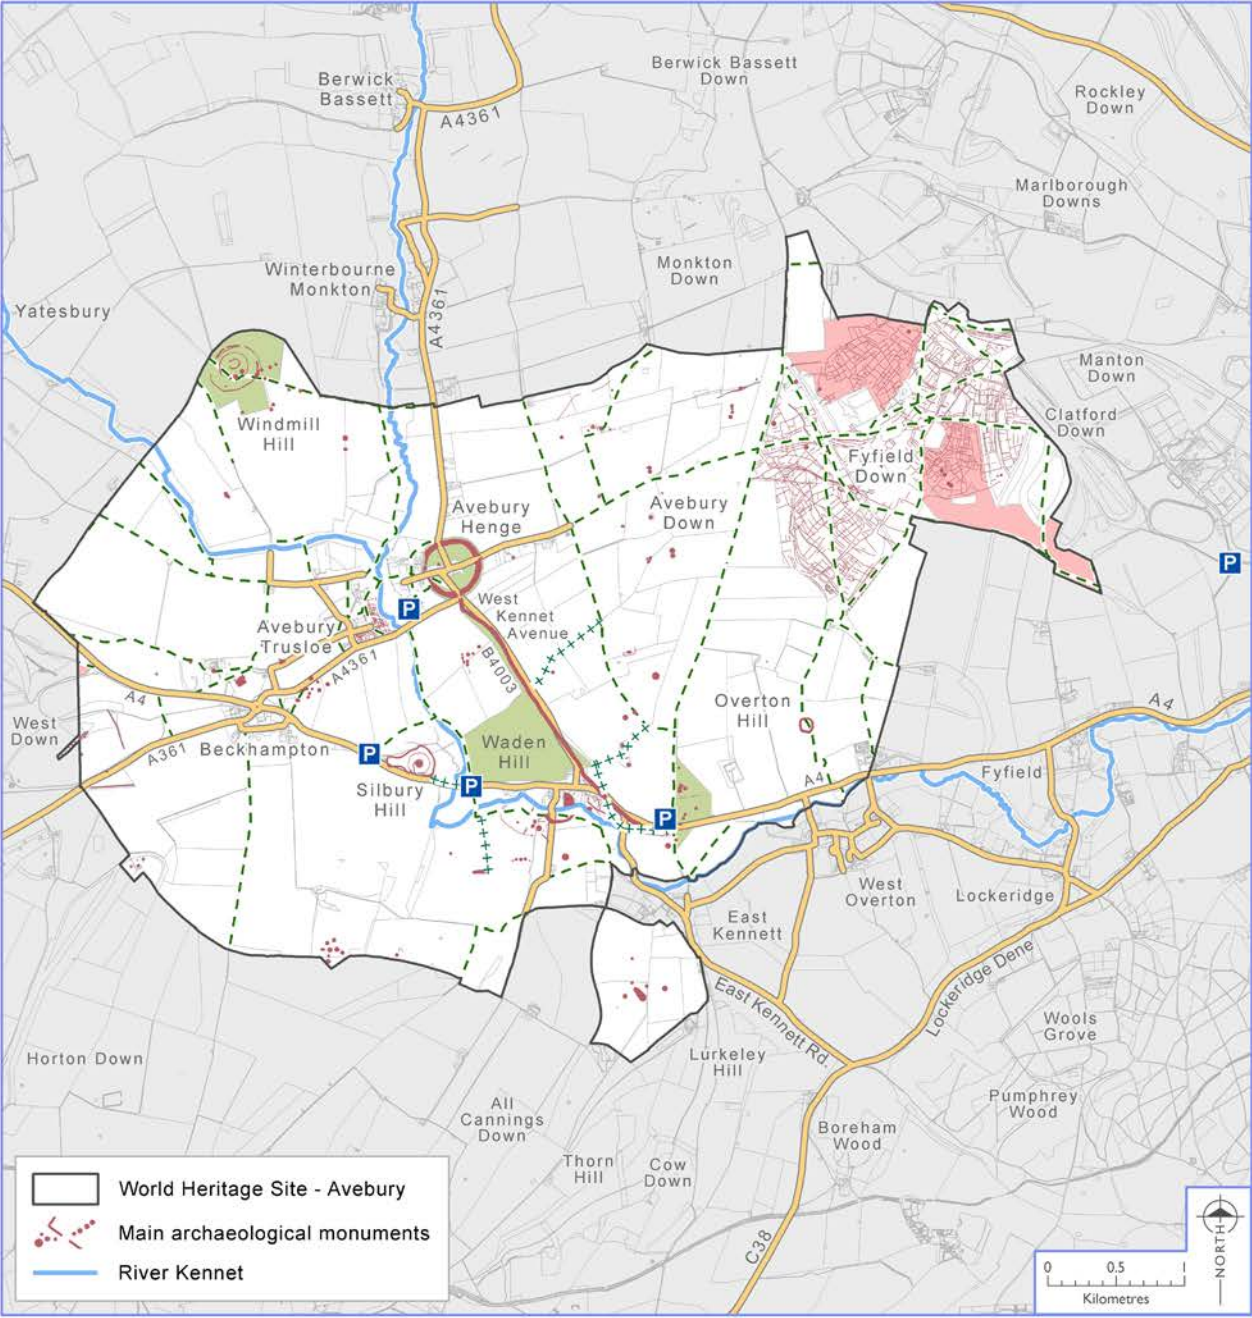 Berwick
Bassett
A4361
Berwick Bassett
Down
Rockley
Down
Marlborough
Downs
Winterbourne
Monkton
A4361
Monkton
Down
Yatesbury
Manton
Down
Clatford
Down
Windmill
Hill
Fyfield
Down
Avebury
Henge
Avebury
Down
P
P
West
Kennet
Avenue
Avebury
Trusloe
A4361
B4003
A4
West
Down
A361
Beckhampton
P
Silbury
Hill
P
Waden
Hill
Overton
Hill
A4
A4
Fyfield
P
West
Overton
Lockeridge
East
Kennett
Lockeridge Dene
East Kennett Rd.
Wools
Grove
Horton Down
Lurkeley
Hill
Pumphrey
Wood
All
Cannings
Down
Boreham
Wood
Thorn
Hill
Cow
Down
C38
World Heritage Site - Avebury
Main archaeological monuments
River Kennet
NORTH
0 0.5 1
Kilometres